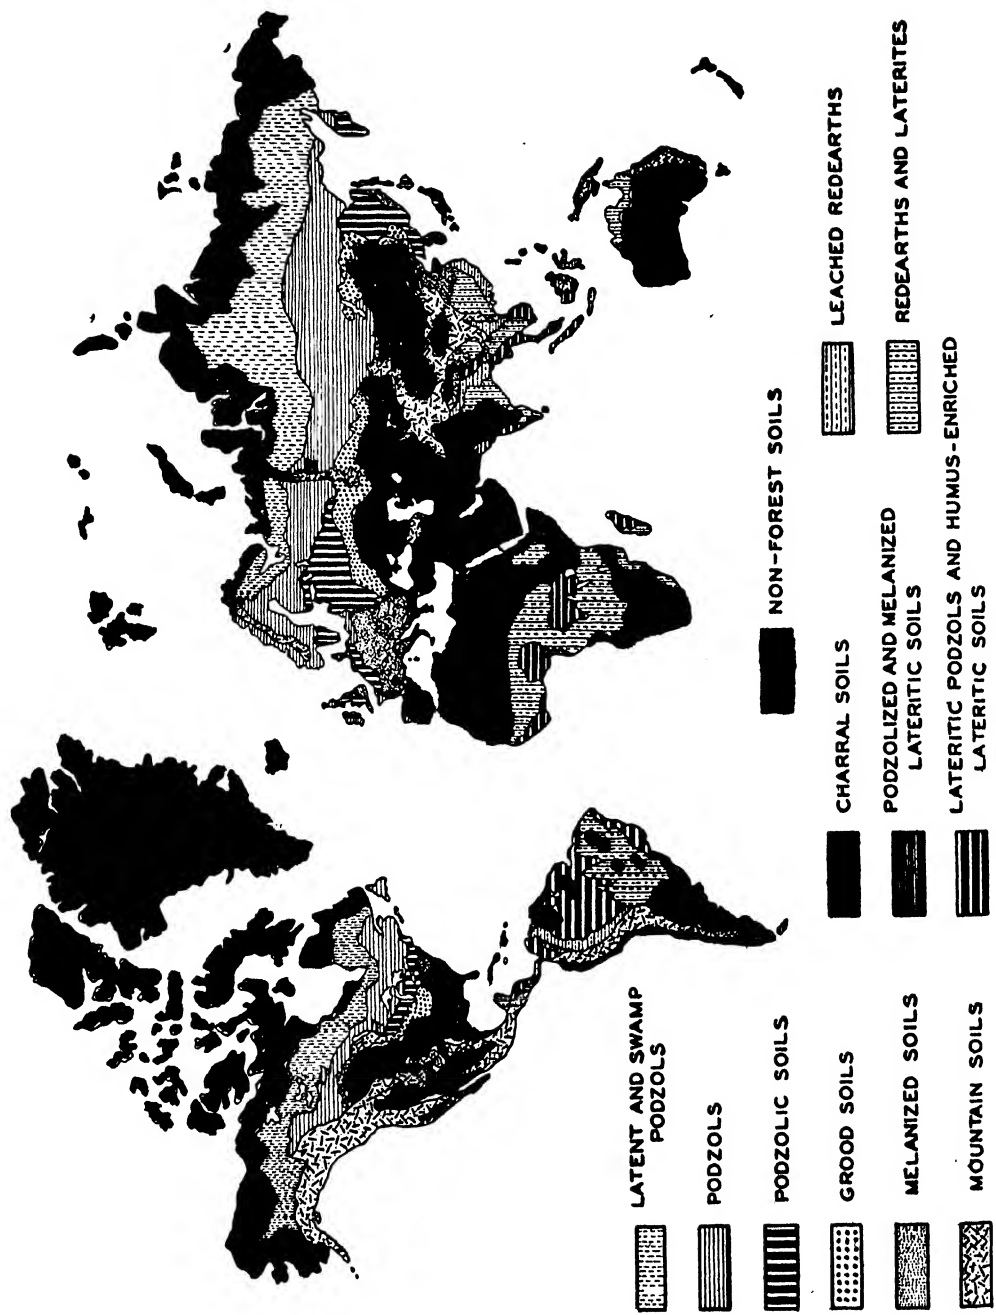 NON-FOREST SOILS
LATENT AND SWAMP
PODZOLS
PODZOLS
PODZOLIC SOILS
GROOD SOILS
MELANIZED SOILS
MOUNTAIN SOILS
CHARRAL SOILS
PODZOLIZED AND MELANIZED
LATERITIC SOILS
LATERITIC PODZOLS AND HUMUS-ENRICHED
LATERITIC SOILS
LEACHED REDEARTHS
REDEARTHS AND LATERITES